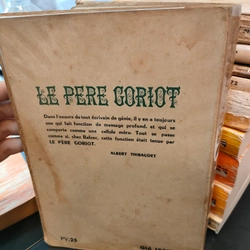 LE PERE GORIOT
Dans l'oeuvre de tout écrivain de génie, il y en a toujours
une qui fait fonction de message profond, et qui se
comporte comme une cellule mère. Tout se passe
comme si, chez Balzac, cette fonction était tenue par
LE PÈRE GORIOT.
ALBERT THIBAUDET